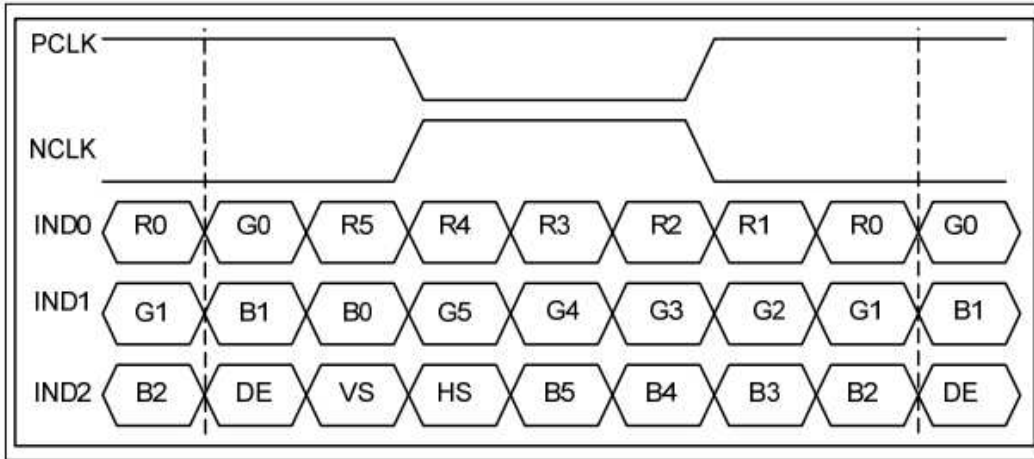 PCLK
NCLK
IND0 R0 G0 R5 R4 R3 R2 R1 R0 G0
IND1 G1 B1 B0 G5 G4 G3 G2 G1 B1
IND2 B2 DE VS HS B5 B4 B3 B2 DE